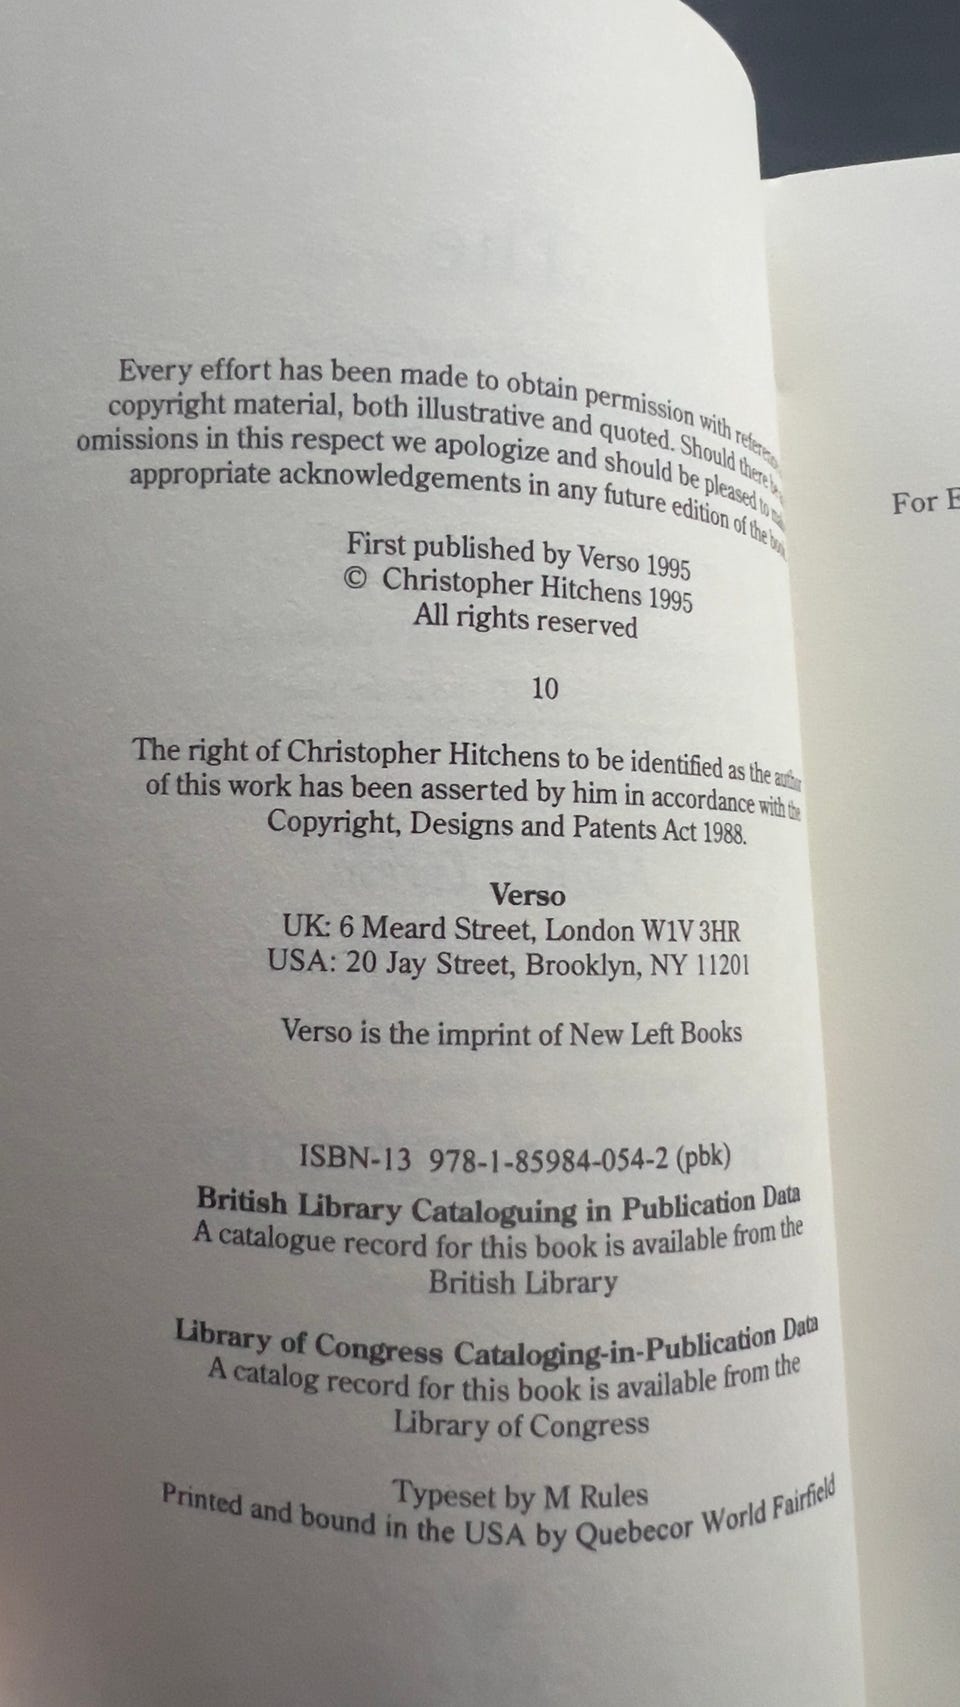 Every effort has been made to obtain permission with
copyright material, both illustrative and quoted. Should there be
omissions in this respect we apologize and should be pleased to
appropriate acknowledgements in any future edition of the
First published by Verso 1995
© Christopher Hitchens 1995
All rights reserved
10
The right of Christopher Hitchens to be identified as the author
of this work has been asserted by him in accordance with the
Copyright, Designs and Patents Act 1988.
Verso
UK: 6 Meard Street, London W1V 3HR
USA: 20 Jay Street, Brooklyn, NY 11201
Verso is the imprint of New Left Books
ISBN-13 978-1-85984-054-2 (pbk)
British Library Cataloguing in Publication Data
A catalogue record for this book is available from the
British Library
Library of Congress Cataloging-in-Publication Data
A catalog record for this book is available from the
Library of Congress
Typeset by M Rules
Printed and bound in the USA by Quebecor World Fairfield
For E